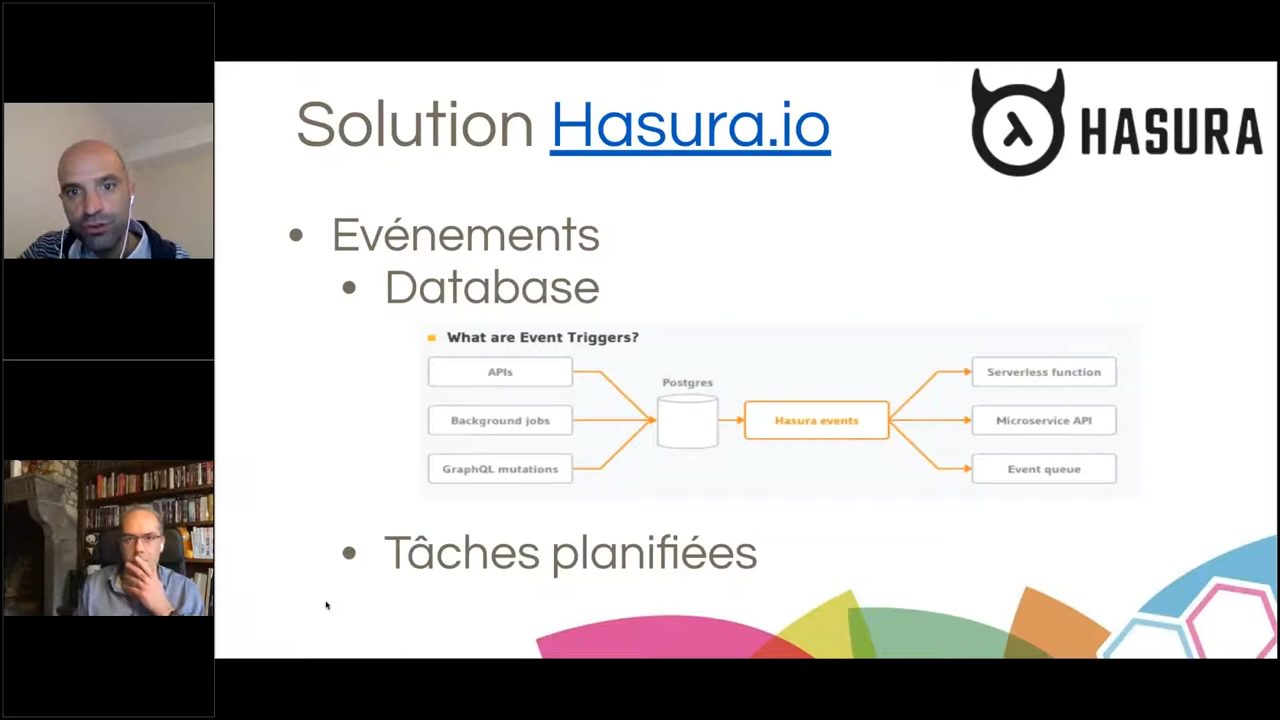 Solution Hasura.io
HASURA
• Evénements
• Database
What are Event Triggers?
APIs
Background jobs
GraphQL mutations
Postgres
Hasura events
Serverless function
Microservice API
Event queue
• Tâches planifiées